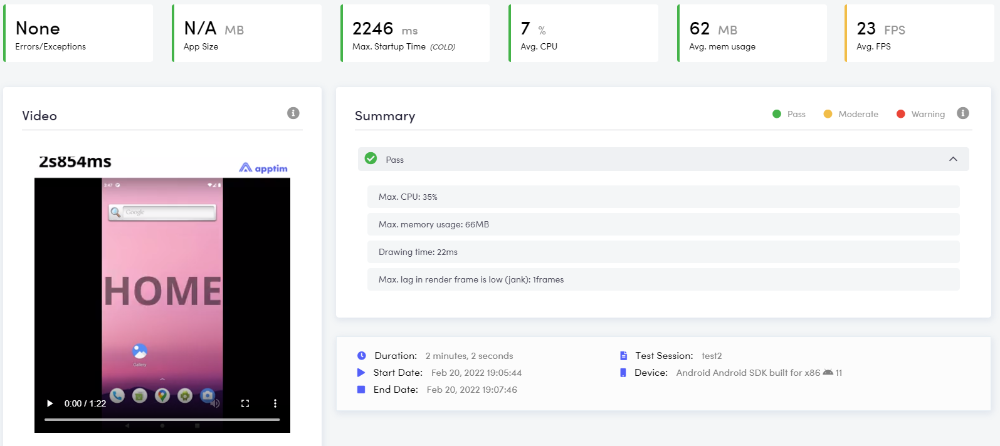 None
Errors/Exceptions
N/A MB
App Size
2246 ms
Max. Startup Time (COLD)
7 %
Avg. CPU
62 MB
Avg. mem usage
23 FPS
Avg. FPS
Video
2s854ms
apptim
3:47
Google
HOME
Gallery
0:00 / 1:22
Summary
Pass Moderate Warning
Pass
Max. CPU: 35%
Max. memory usage: 66MB
Drawing time: 22ms
Max. lag in render frame is low (jank): 1frames
Duration: 2 minutes, 2 seconds
Start Date: Feb 20, 2022 19:05:44
End Date: Feb 20, 2022 19:07:46
Test Session: test2
Device: Android Android SDK built for x86 11